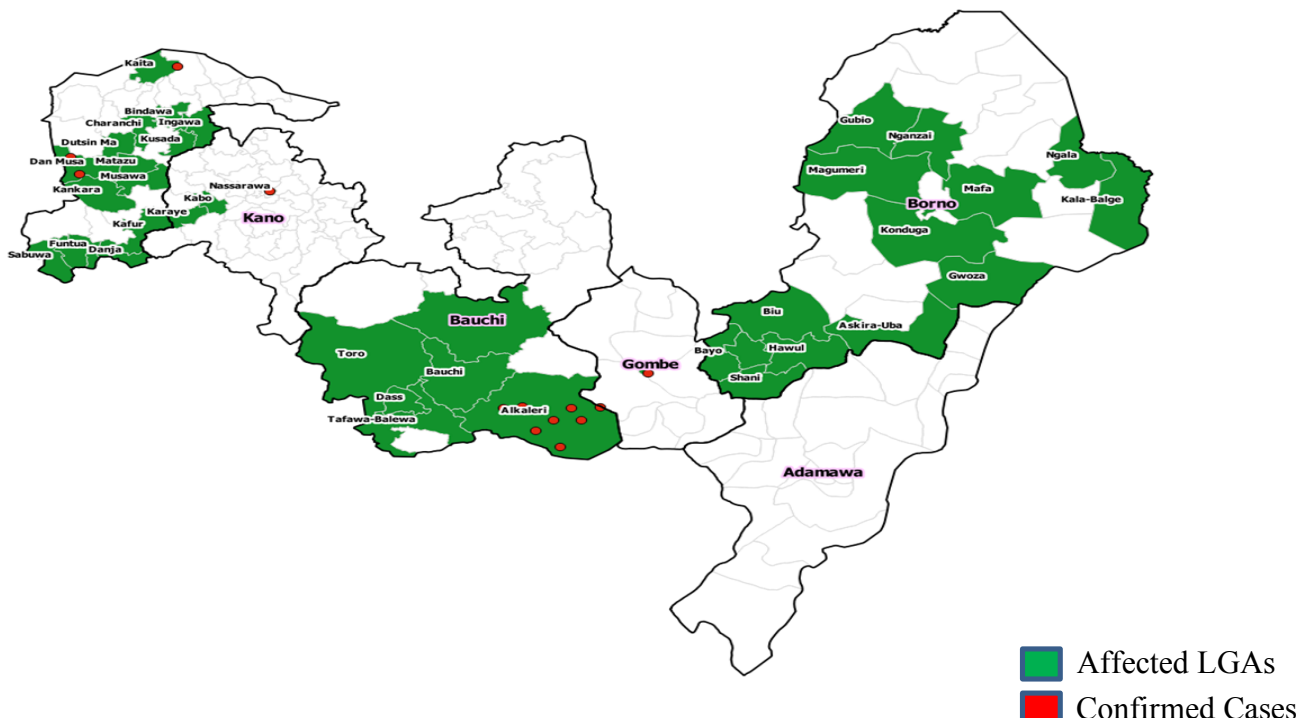 Kaita
Bindawa
Charanchi
Ingawa
Dutsin Ma
Kusada
Dan Musa
Matazu
Musawa
Kankara
Nassarawa
Kabo
Karaye
Kano
Kafur
Funtua
Danja
Sabuwa
Bauchi
Toro
Bauchi
Dass
Tafawa-Balewa
Alkaleri
Gombe
Gubio
Nganzai
Magumeri
Ngala
Mafa
Kala-Balge
Borno
Konduga
Gwoza
Biu
Askira-Uba
Bayo
Hawul
Shani
Adamawa
Affected LGAs
Confirmed Cases